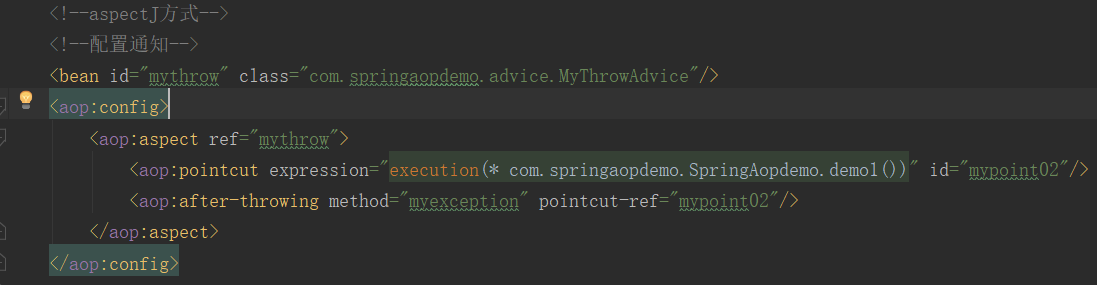 <!--aspectJ方式-->
<!--配置通知-->
<bean id="mythrow" class="com.springaopdemo.advice.MyThrowAdvice"/>
<aop:config>
<aop:aspect ref="mythrow">
<aop:pointcut expression="execution(* com.springaopdemo.SpringAopdemo.demo1())" id="mypoint02"/>
<aop:after-throwing method="myexception" pointcut-ref="mypoint02"/>
</aop:aspect>
</aop:config>